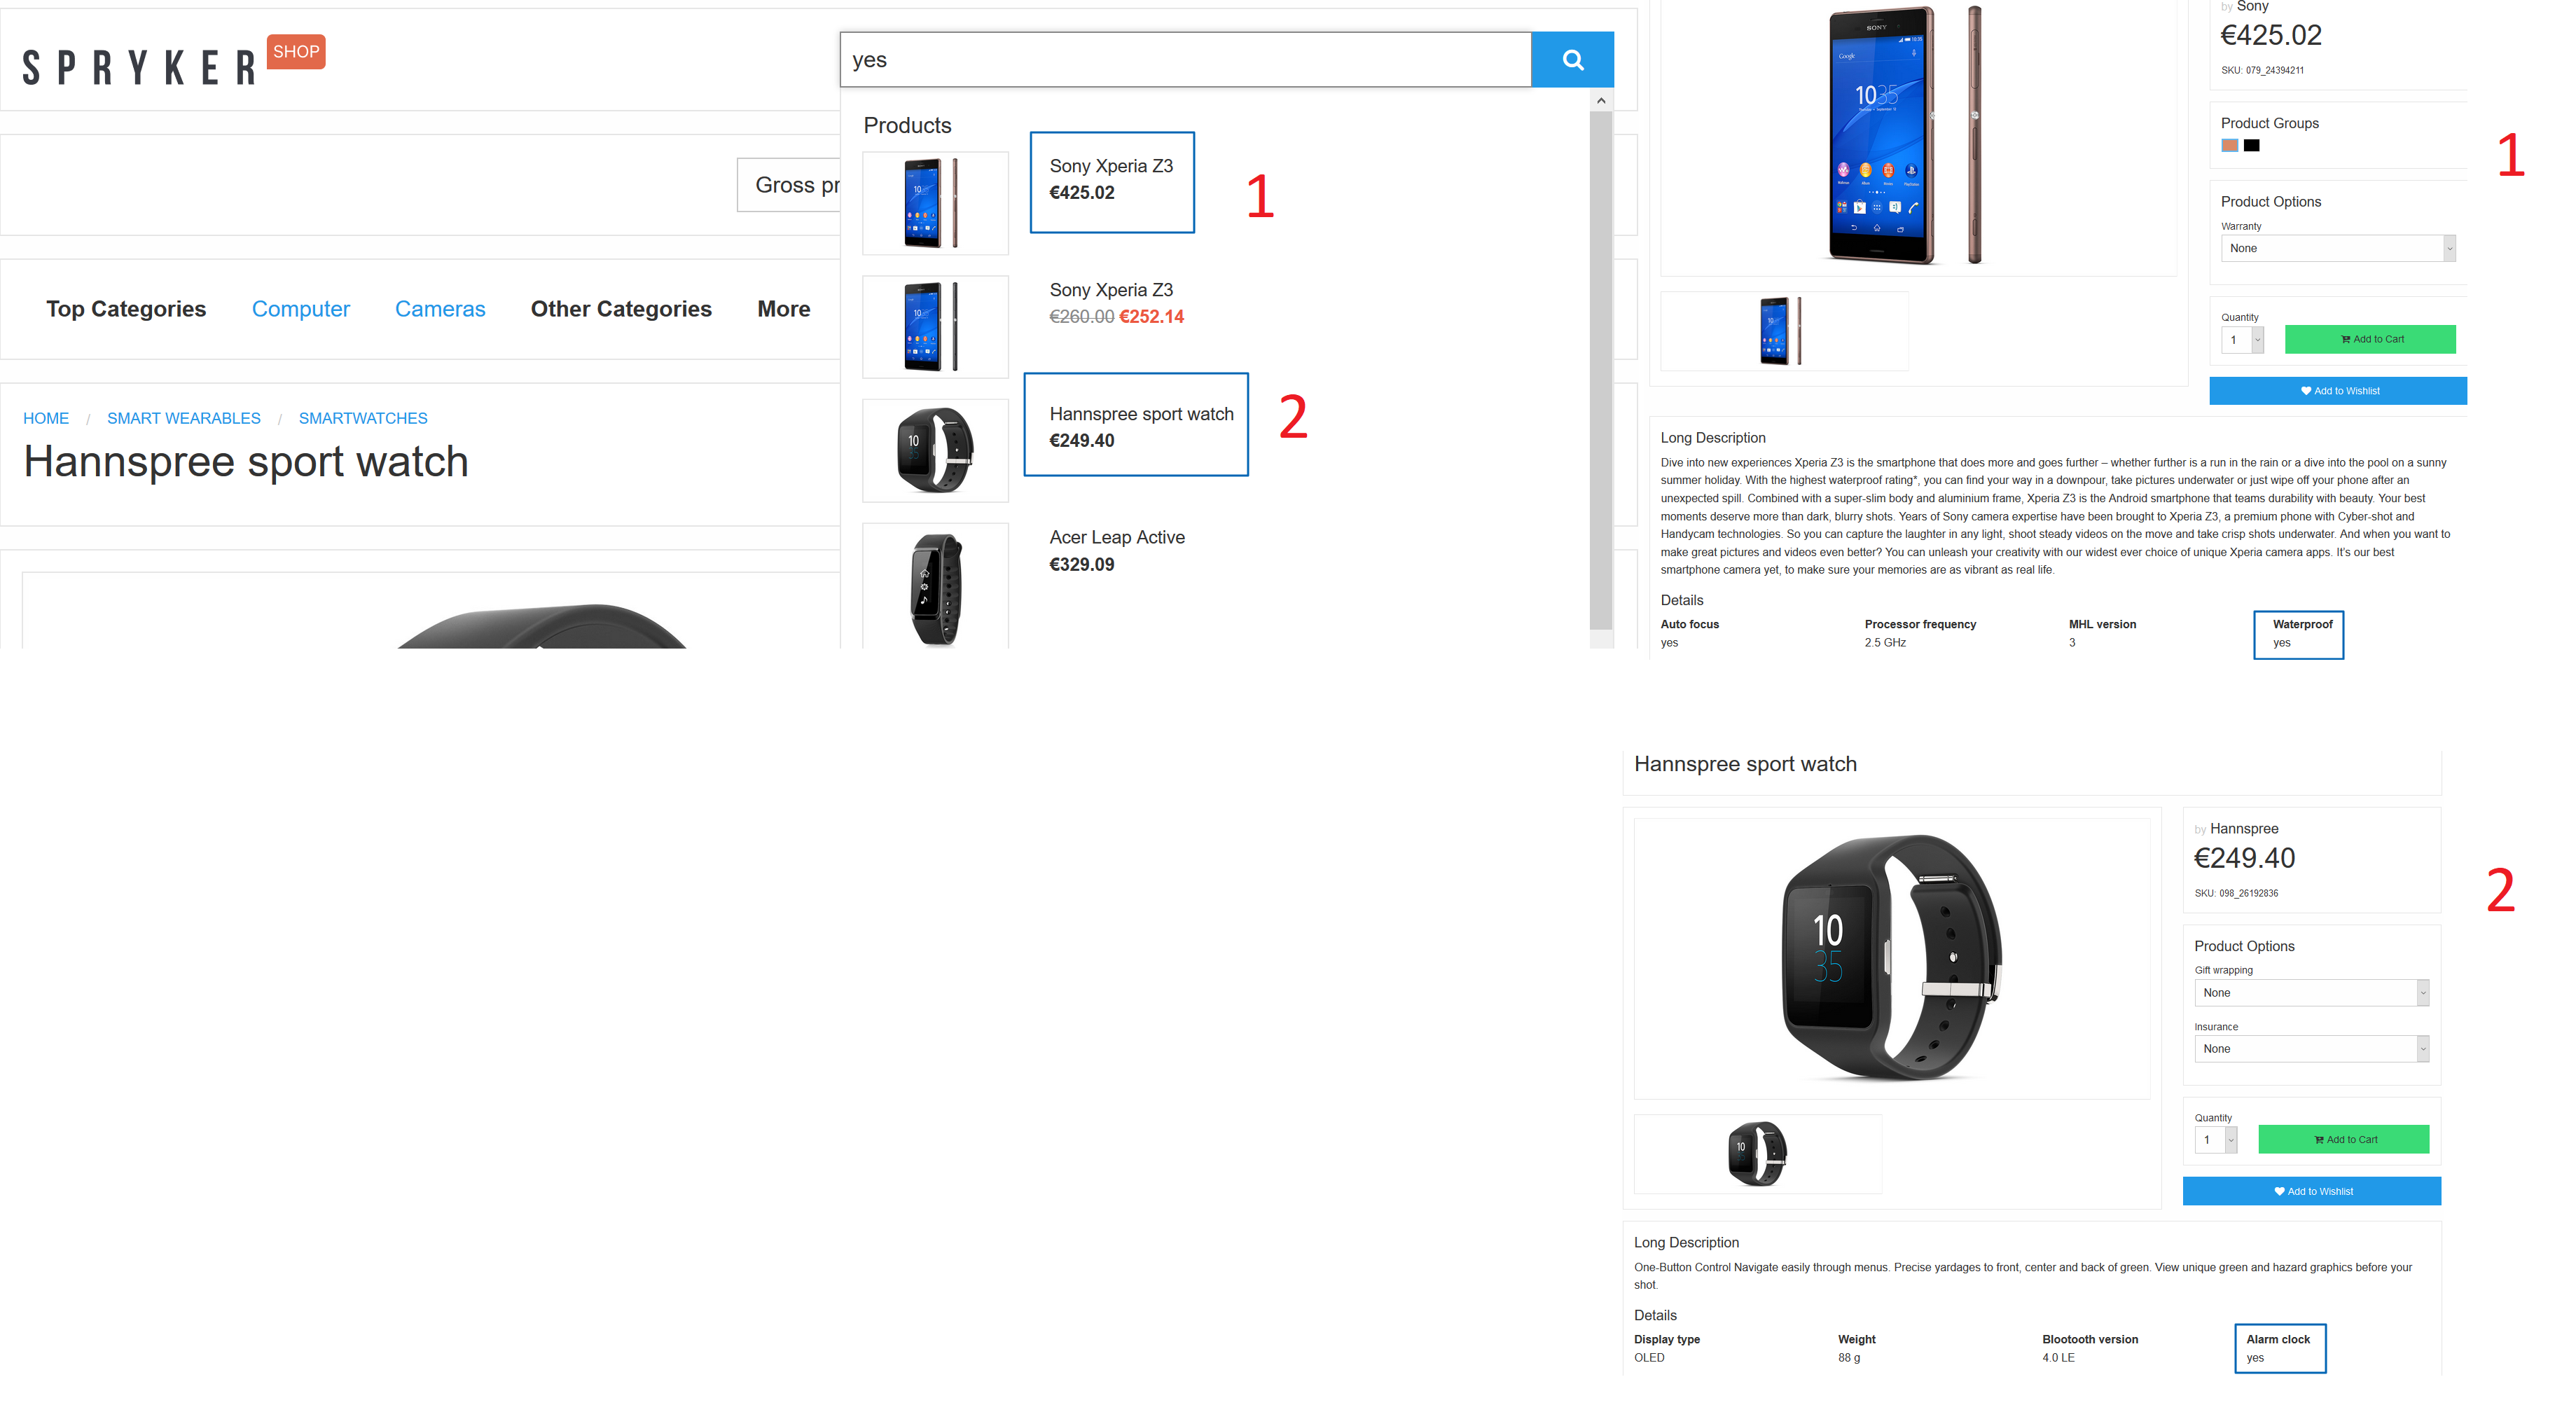 SPRYKER SHOP
yes
Products
Sony Xperia Z3
€425.02
1
Sony Xperia Z3
€260.00 €252.14
Hannspree sport watch
€249.40
2
Acer Leap Active
€329.09
Gross pr
Top Categories Computer Cameras Other Categories More
HOME / SMART WEARABLES / SMARTWATCHES
Hannspree sport watch
by Sony
€425.02
SKU: 079_24394211
Product Groups
1
Product Options
Warranty
None
Quantity
1 Add to Cart
Add to Wishlist
SONY
Google
10 35
Long Description
Dive into new experiences Xperia Z3 is the smartphone that does more and goes further – whether further is a run in the rain or a dive into the pool on a sunny
summer holiday. With the highest waterproof rating*, you can find your way in a downpour, take pictures underwater or just wipe off your phone after an
unexpected spill. Combined with a super-slim body and aluminium frame, Xperia Z3 is the Android smartphone that teams durability with beauty. Your best
moments deserve more than dark, blurry shots. Years of Sony camera expertise have been brought to Xperia Z3, a premium phone with Cyber-shot and
Handycam technologies. So you can capture the laughter in any light, shoot steady videos on the move and take crisp shots underwater. And when you want to
make great pictures and videos even better? You can unleash your creativity with our widest ever choice of unique Xperia camera apps. It's our best
smartphone camera yet, to make sure your memories are as vibrant as real life.
Details
Auto focus Processor frequency MHL version Waterproof
yes 2.5 GHz 3 yes
Hannspree sport watch
10
35
by Hannspree
€249.40
SKU: 098_26192836
2
Product Options
Gift wrapping
None
Insurance
None
Quantity
1 Add to Cart
Add to Wishlist
Long Description
One-Button Control Navigate easily through menus. Precise yardages to front, center and back of green. View unique green and hazard graphics before your
shot.
Details
Display type Weight Blootooth version Alarm clock
OLED 88 g 4.0 LE yes